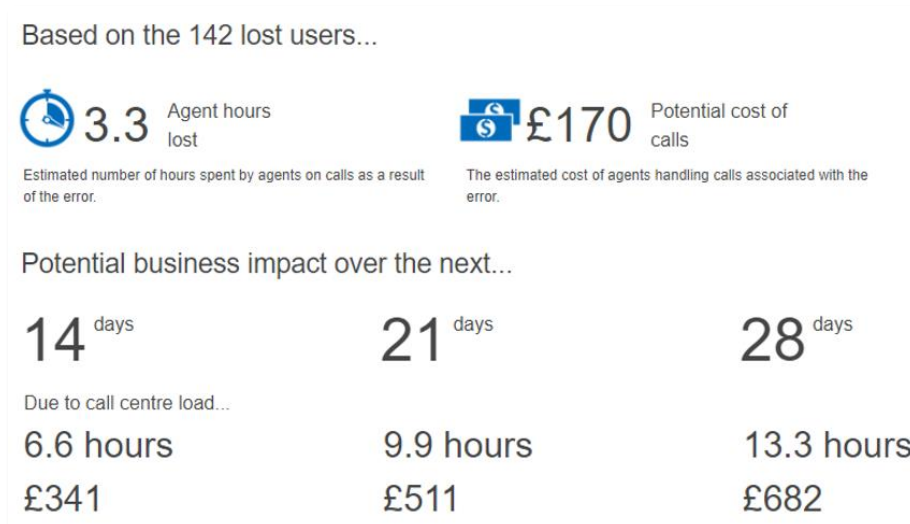 Based on the 142 lost users...
3.3 Agent hours lost
£170 Potential cost of calls
Estimated number of hours spent by agents on calls as a result of the error.
The estimated cost of agents handling calls associated with the error.
Potential business impact over the next...
14 days
21 days
28 days
Due to call centre load...
6.6 hours
9.9 hours
13.3 hours
£341
£511
£682